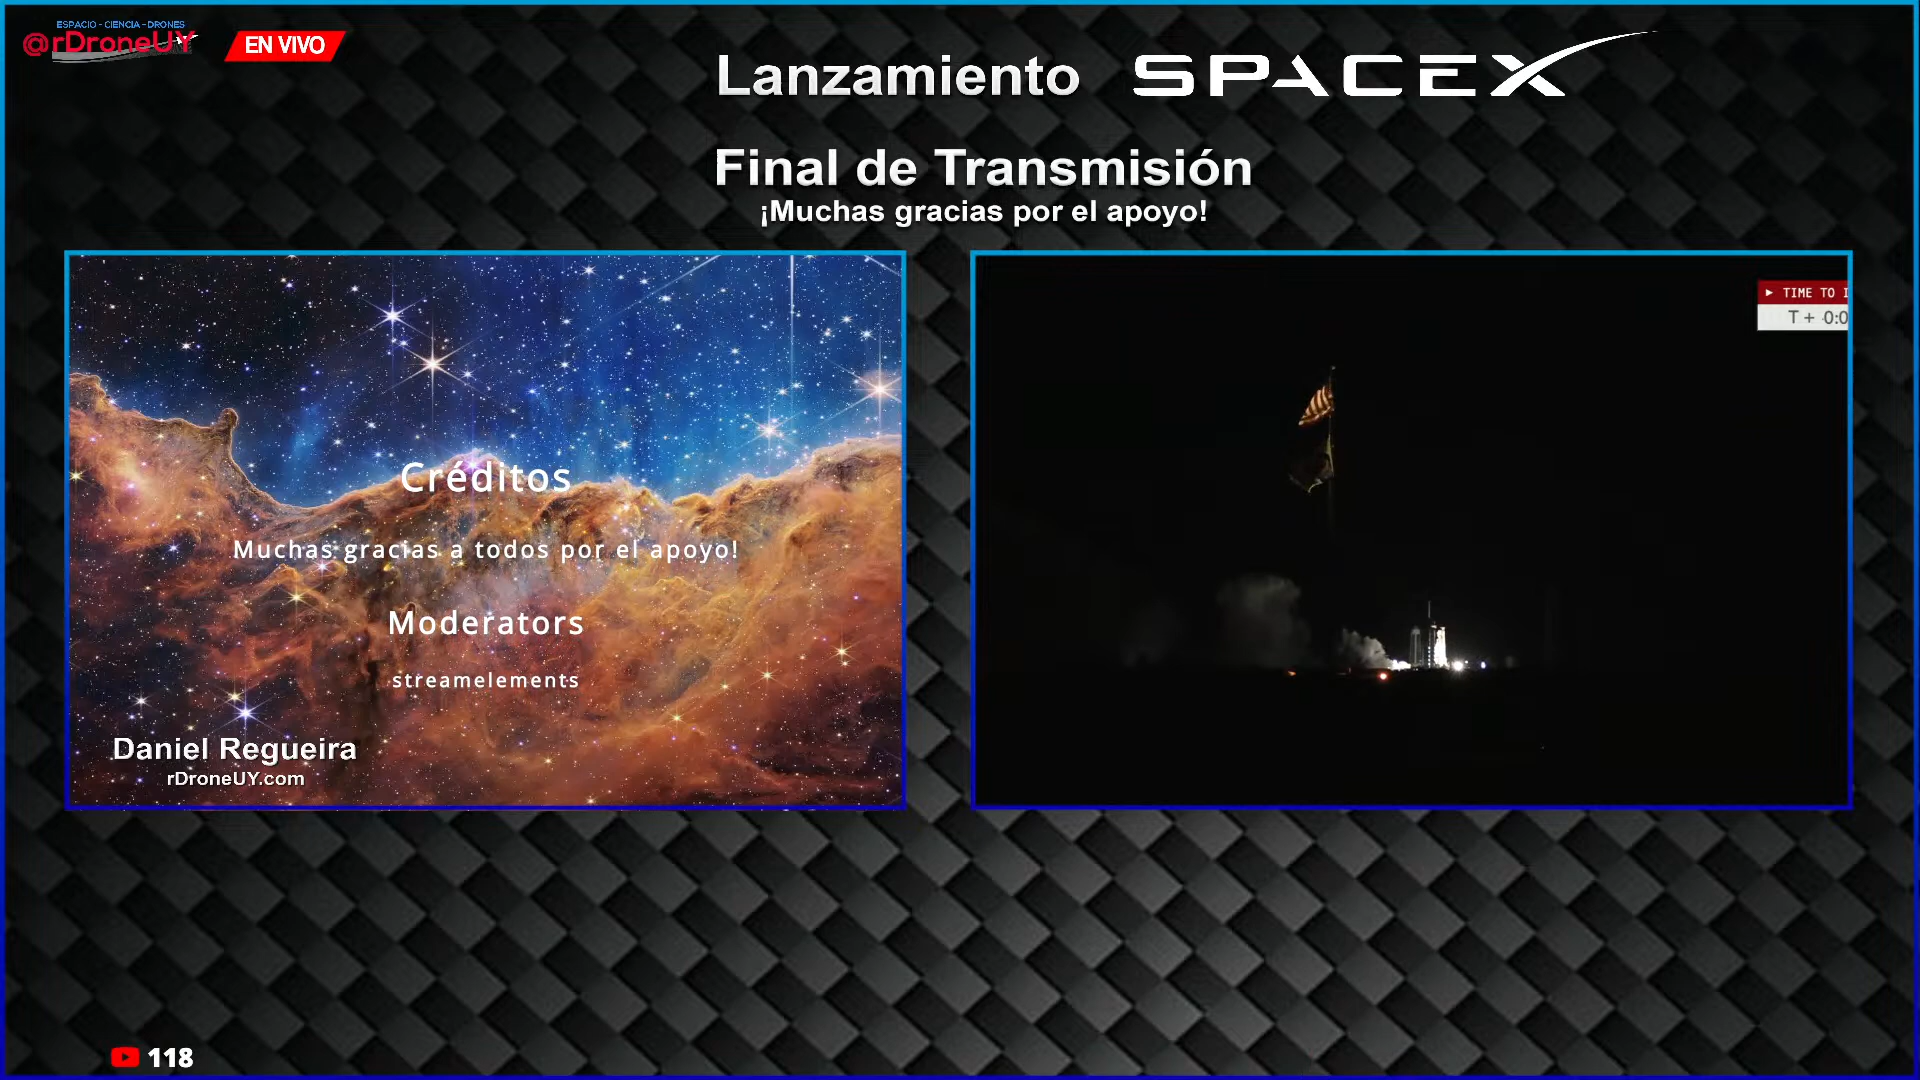 ESPACIO - CIENCIA - DRONES
@rDroneUY
EN VIVO
Lanzamiento SPACEX
Final de Transmisión
¡Muchas gracias por el apoyo!
Créditos
Muchas gracias a todos por el apoyo!
Moderators
streamelements
Daniel Regueira
rDroneUY.com
TIME TO
T + 0:0
118